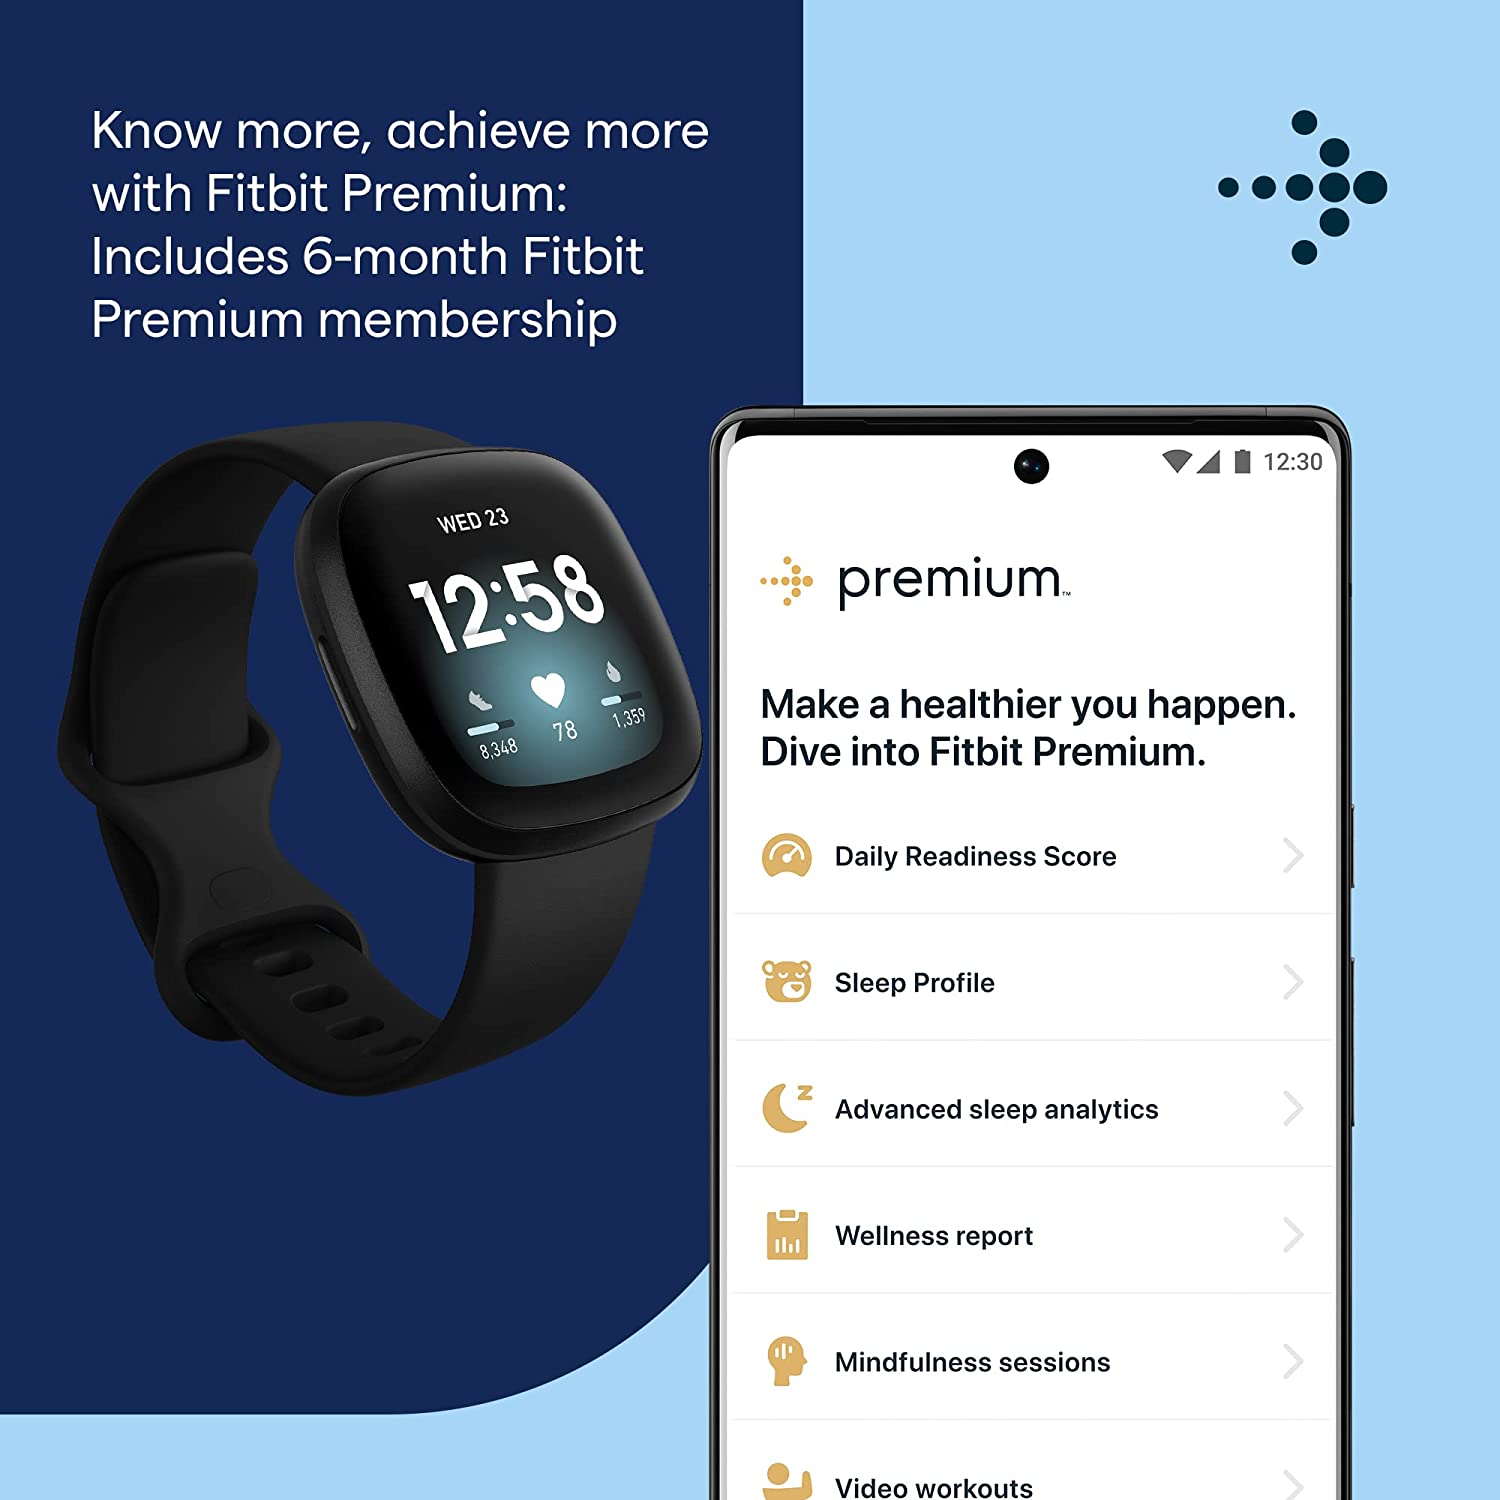 Know more, achieve more
with Fitbit Premium:
Includes 6-month Fitbit
Premium membership
WED 23
12:58
8,348
78
1,359
12:30
premium™
Make a healthier you happen.
Dive into Fitbit Premium.
Daily Readiness Score
Sleep Profile
z
Advanced sleep analytics
Wellness report
Mindfulness sessions
Video workouts